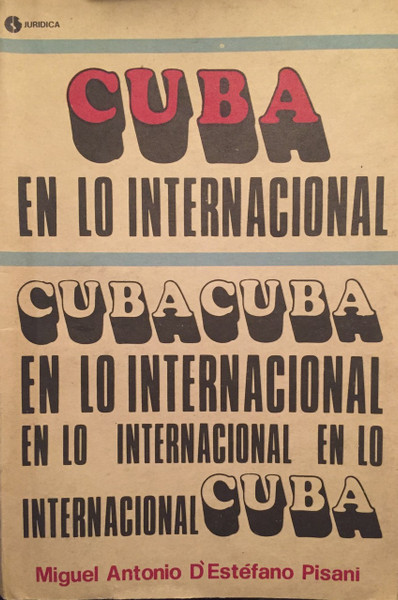 JURIDICA
CUBA
EN LO INTERNACIONAL
CUBACUBA
EN LO INTERNACIONAL
EN LO INTERNACIONAL EN LO
INTERNACIONAL CUBA
Miguel Antonio D'Estéfano Pisani